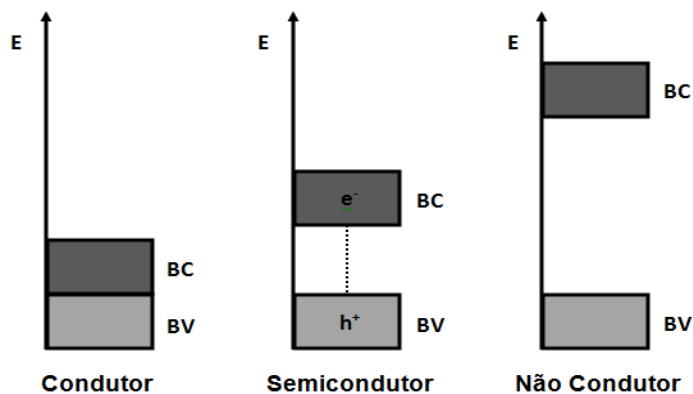 E
BC
BV
Condutor
E
e-
BC
h+
BV
Semicondutor
E
BC
BV
Não Condutor